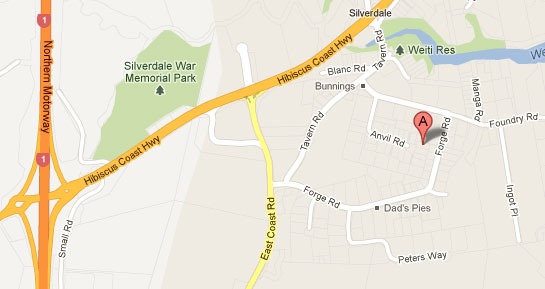 Silverdale
1
Northern Motorway
Silverdale War
Memorial Park
Hibiscus Coast Hwy
Tavern Rd
Weiti Res
Blanc Rd
Bunnings
Manga Rd
Foundry Rd
A
Anvil Rd
Forge Rd
Tavern Rd
Hibiscus Coast Hwy
1
Forge Rd
Ingot Pl
Dad's Pies
Small Rd
East Coast Rd
Peters Way